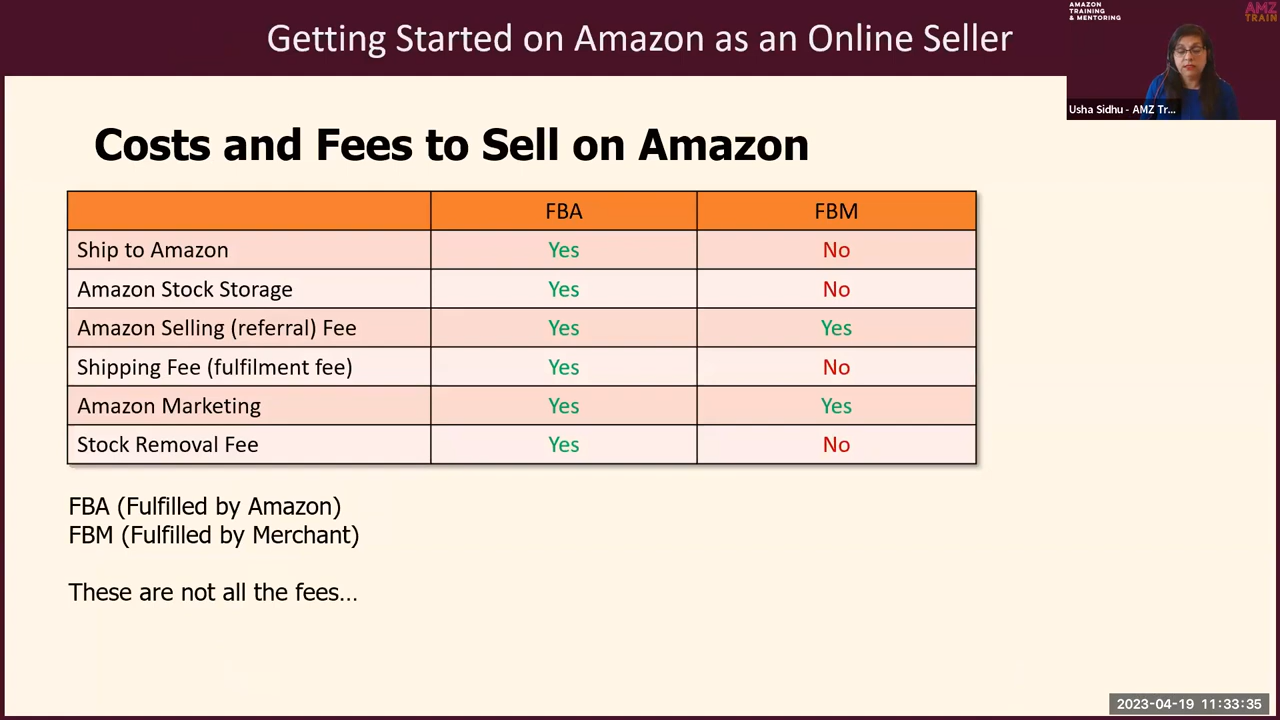 Getting Started on Amazon as an Online Seller
AMAZON
TRAINING
& MENTORING
AMZ
TRAIN
Usha Sidhu - AMZ Tr...
Costs and Fees to Sell on Amazon
FBA FBM
Ship to Amazon Yes No
Amazon Stock Storage Yes No
Amazon Selling (referral) Fee Yes Yes
Shipping Fee (fulfilment fee) Yes No
Amazon Marketing Yes Yes
Stock Removal Fee Yes No
FBA (Fulfilled by Amazon)
FBM (Fulfilled by Merchant)
These are not all the fees...
2023-04-19 11:33:35